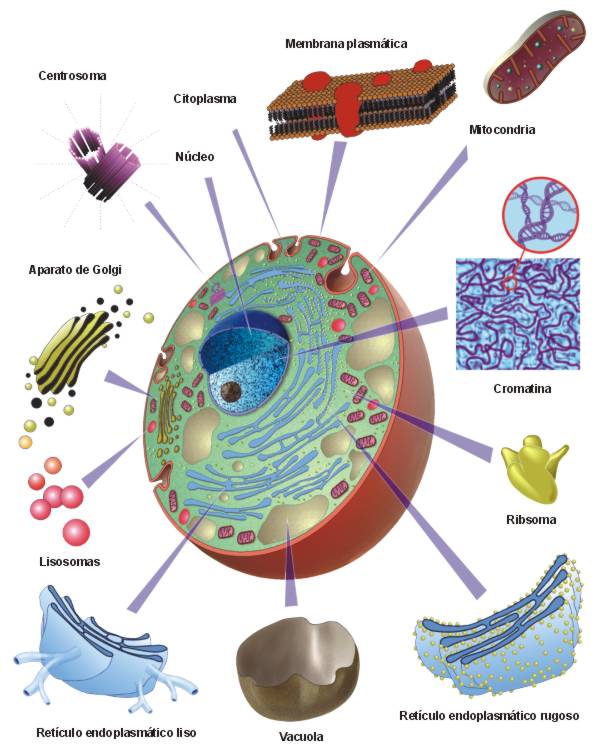 Membrana plasmática
Centrosoma
Citoplasma
Mitocondria
Núcleo
Aparato de Golgi
Cromatina
Ribsoma
Lisosomas
Retículo endoplasmático rugoso
Retículo endoplasmático liso
Vacuola